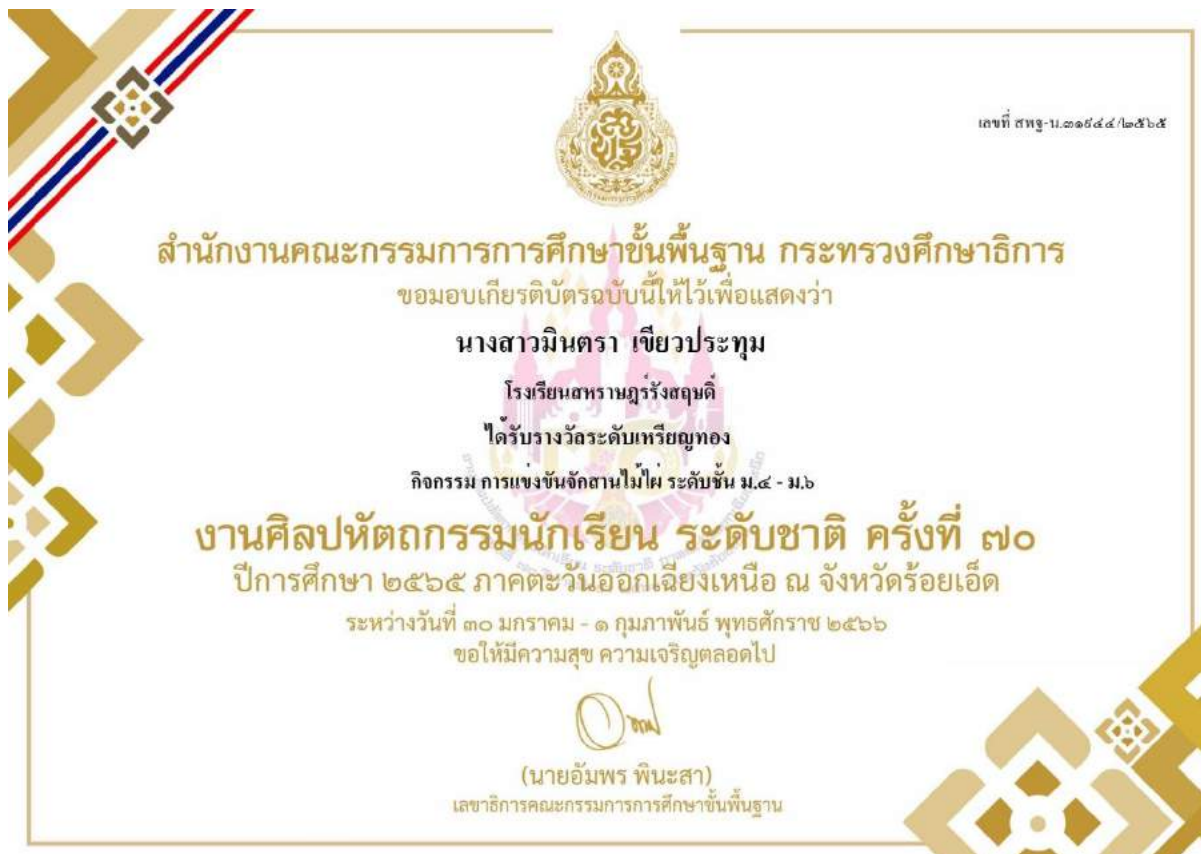 เลขที่ สพฐ-น.๓๑๙๔๔/๒๕๖๕
สำนักงานคณะกรรมการการศึกษาขั้นพื้นฐาน กระทรวงศึกษาธิการ
ขอมอบเกียรติบัตรฉบับนี้ให้ไว้เพื่อแสดงว่า
นางสาวมินตรา เขียวประทุม
โรงเรียนสหราษฎร์รังสฤษดิ์
ได้รับรางวัลระดับเหรียญทอง
กิจกรรม การแข่งขันจักสานไม้ไผ่ ระดับชั้น ม.๔ - ม.๖
งานศิลปหัตถกรรมนักเรียน ระดับชาติ ครั้งที่ ๗๐
ปีการศึกษา ๒๕๖๕ ภาคตะวันออกเฉียงเหนือ ณ จังหวัดร้อยเอ็ด
ระหว่างวันที่ ๓๐ มกราคม - ๑ กุมภาพันธ์ พุทธศักราช ๒๕๖๖
ขอให้มีความสุข ความเจริญตลอดไป
(นายอัมพร พินะสา)
เลขาธิการคณะกรรมการการศึกษาขั้นพื้นฐาน